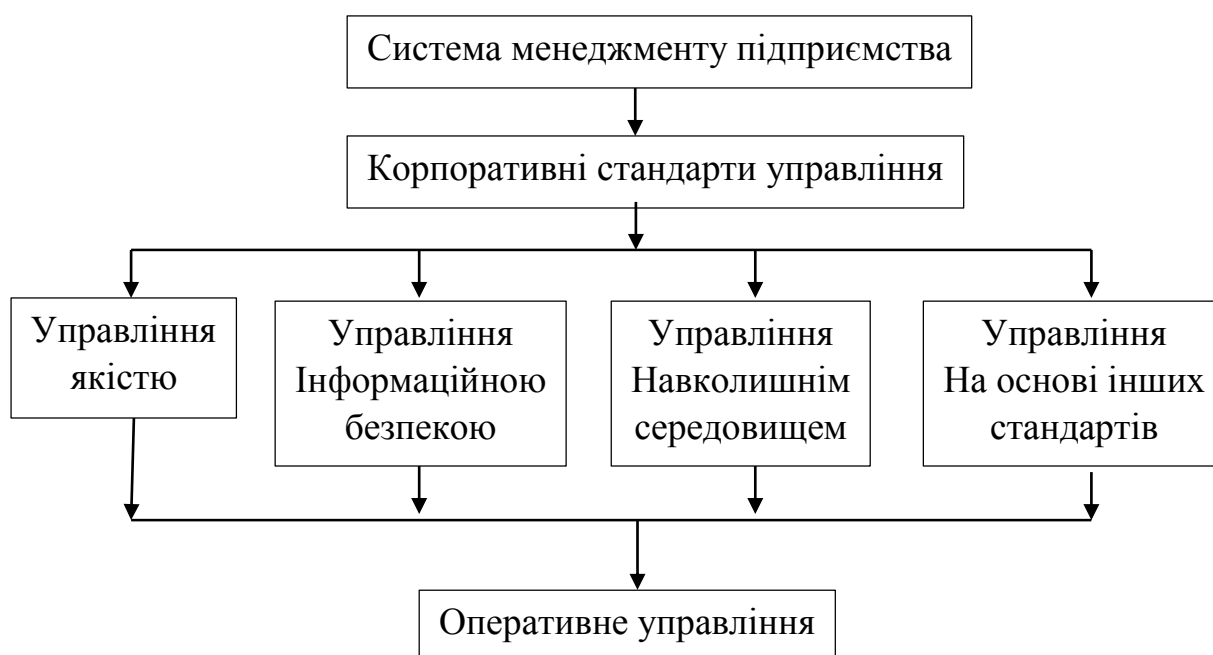 Система менеджменту підприємства
Корпоративні стандарти управління
Управління
якістю
Управління
Інформаційною
безпекою
Управління
Навколишнім
середовищем
Управління
На основі інших
стандартів
Оперативне управління